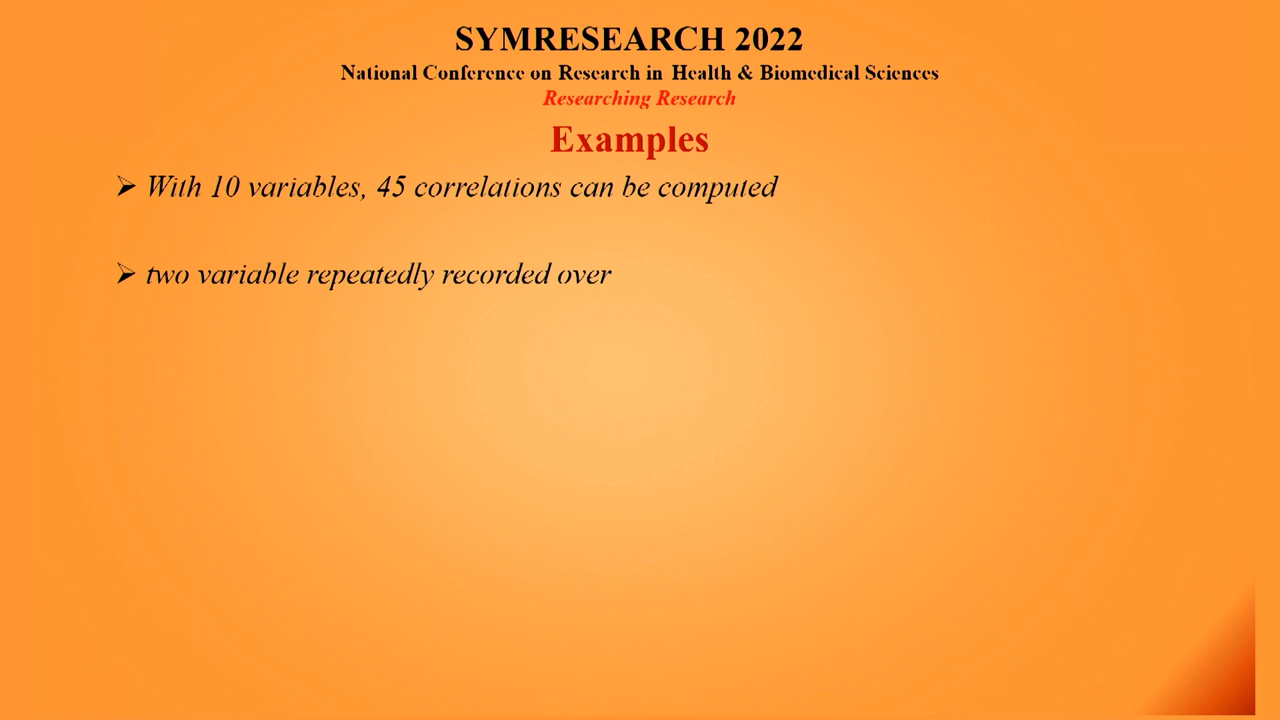 SYMRESEARCH 2022
National Conference on Research in Health & Biomedical Sciences
Researching Research
Examples
➢ With 10 variables, 45 correlations can be computed
➢ two variable repeatedly recorded over